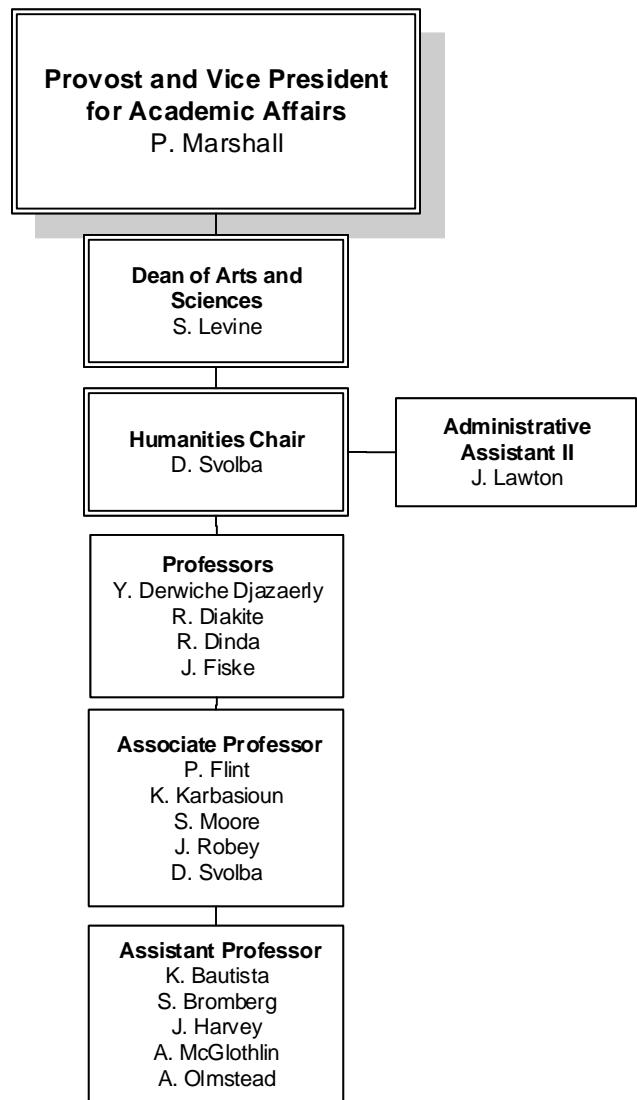 Provost and Vice President
for Academic Affairs
P. Marshall
Dean of Arts and
Sciences
S. Levine
Humanities Chair
D. Svolba
Administrative
Assistant II
J. Lawton
Professors
Y. Derwiche Djazaerly
R. Diakite
R. Dinda
J. Fiske
Associate Professor
P. Flint
K. Karbasioun
S. Moore
J. Robey
D. Svolba
Assistant Professor
K. Bautista
S. Bromberg
J. Harvey
A. McGlothlin
A. Olmstead